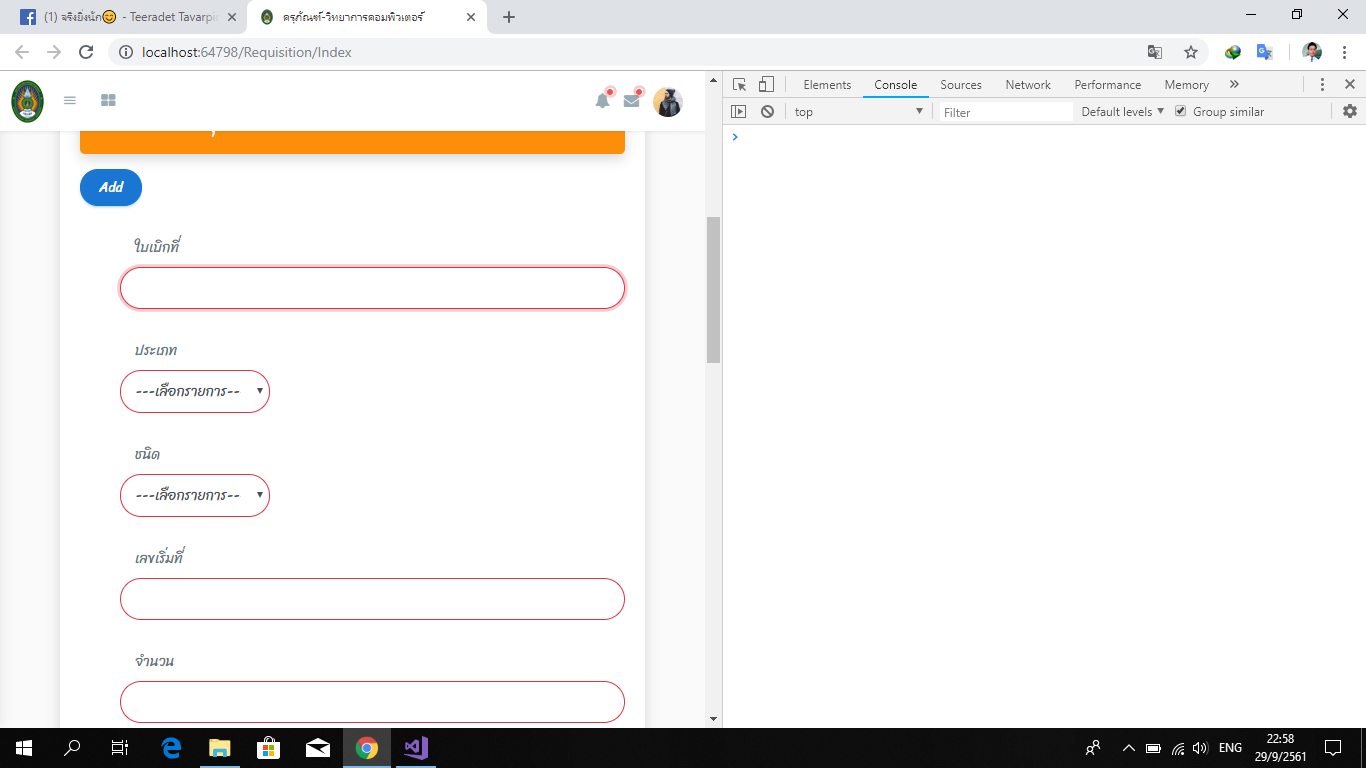 (1) จริงยิ่งนัก😊 - Teeradet Tavarpi
ครุภัณฑ์-วิทยาการคอมพิวเตอร์
localhost:64798/Requisition/Index
Elements Console Sources Network Performance Memory
top Filter Default levels Group similar
Add
ใบเบิกที่
ประเภท
---เลือกรายการ--
ชนิด
---เลือกรายการ--
เลขเริ่มที่
จำนวน
ENG
22:58
29/9/2561